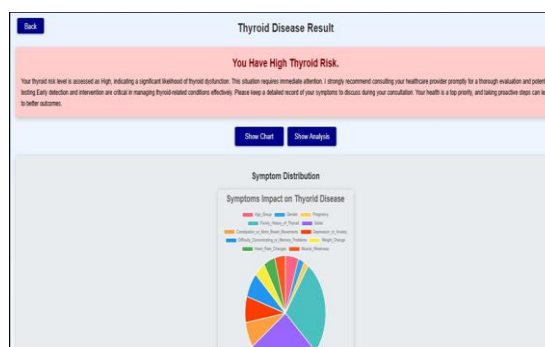 Back
Thyroid Disease Result
You Have High Thyroid Risk.
Your thyroid risk level is assessed as High, indicating a significant likelihood of thyroid dysfunction. This situation requires immediate attention. I strongly recommend consulting your healthcare provider promptly for a thorough evaluation and potent
testing.Early detection and intervention are critical in managing thyroid-related conditions effectively. Please keep a detailed record of your symptoms to discuss during your consultation. Your health is a top priority, and taking proactive steps can le
to better outcomes.
Show Chart Show Analysis
Symptom Distribution
Symptoms Impact on Thyorid Disease
Age_Group Gender Pregnancy
Family_History_of_Thyroid Goiter
Constipation_or_More_Bowel_Movements Depression_or_Anxiety
Difficulty_Concentrating_or_Memory_Problems Weight_Change
Heart_Rate_Changes Muscle_Weakness